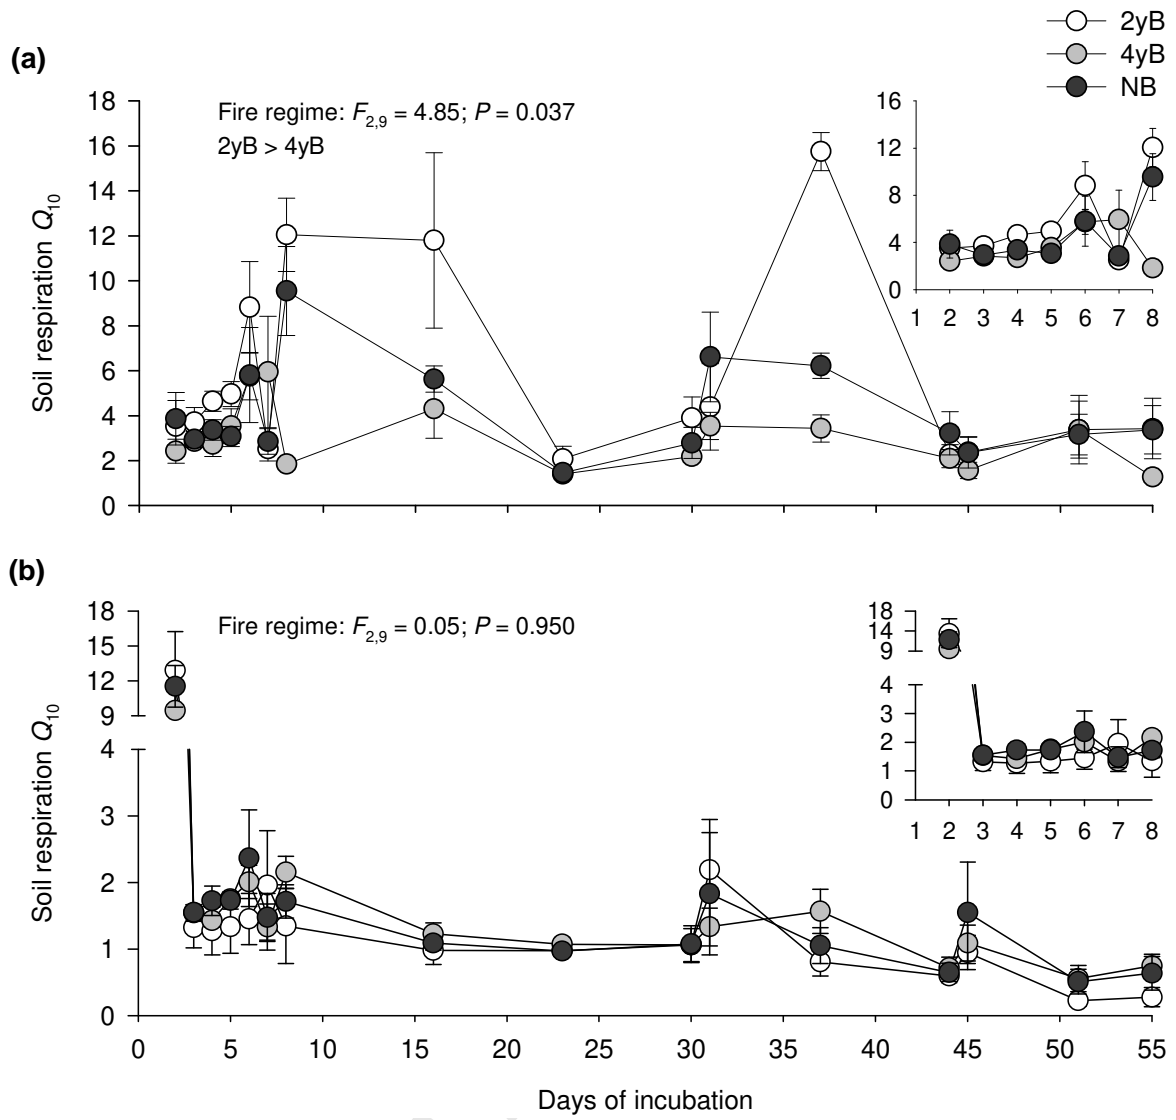 2yB
4yB
NB
(a)
Fire regime: F2,9 = 4.85; P = 0.037
2yB > 4yB
Soil respiration Q10
18
16
14
12
10
8
6
4
2
0
16
12
8
4
0
1 2 3 4 5 6 7 8
(b)
Fire regime: F2,9 = 0.05; P = 0.950
Soil respiration Q10
18
15
12
9
4
3
2
1
0
18
14
9
4
3
2
1
0
1 2 3 4 5 6 7 8
0 5 10 15 20 25 30 35 40 45 50 55
Days of incubation